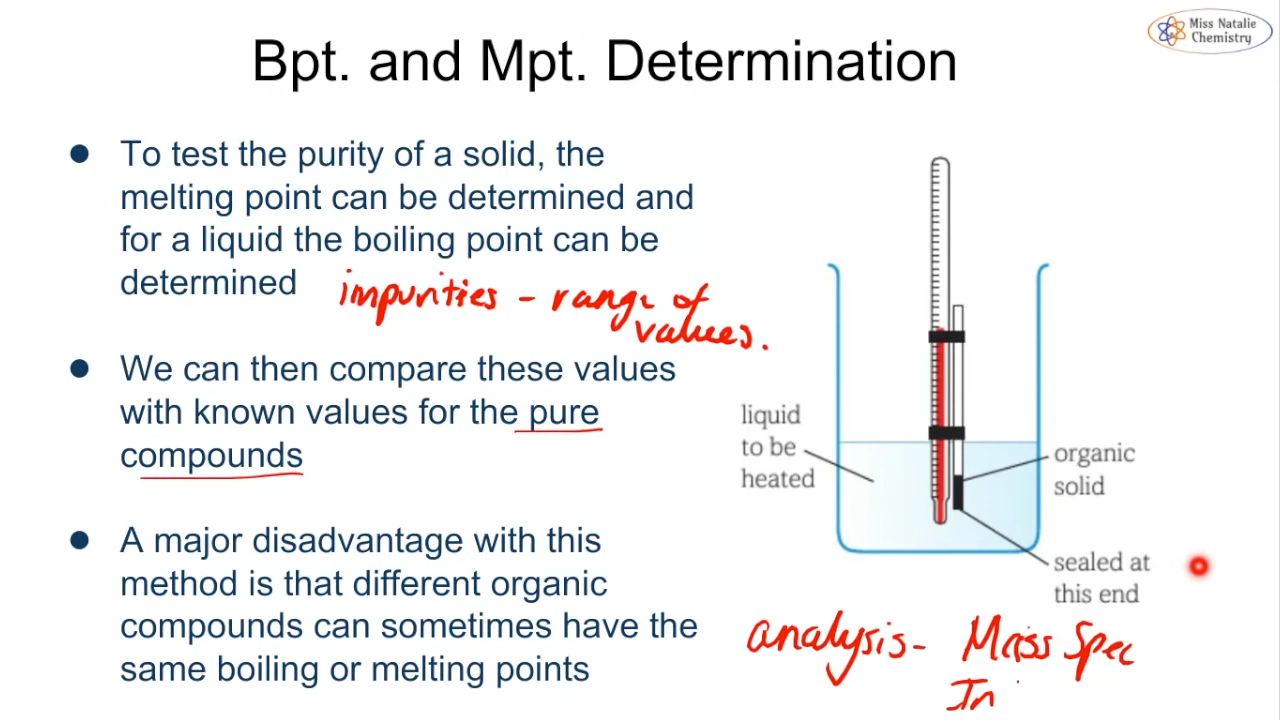 Miss Natalie
Chemistry
Bpt. and Mpt. Determination
● To test the purity of a solid, the
melting point can be determined and
for a liquid the boiling point can be
determined
impurities - range of
values.
● We can then compare these values
with known values for the pure
compounds
● A major disadvantage with this
method is that different organic
compounds can sometimes have the
same boiling or melting points
liquid
to be
heated
organic
solid
sealed at
this end
analysis - Mass Spec
In